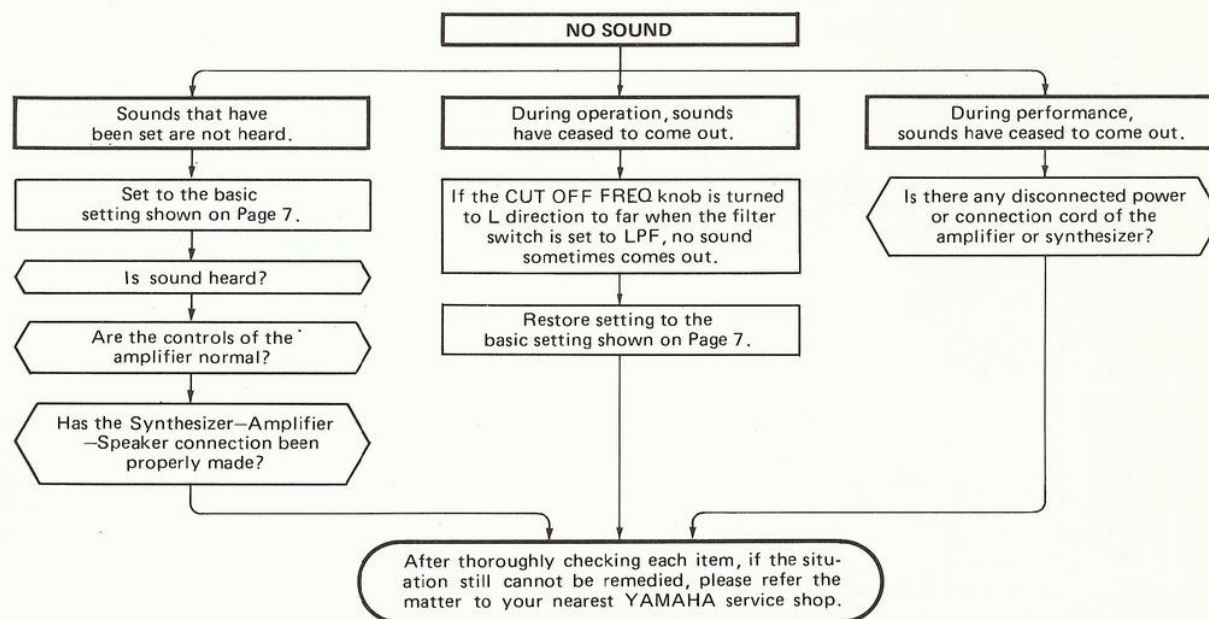 NO SOUND
Sounds that have
been set are not heard.
Set to the basic
setting shown on Page 7.
Is sound heard?
Are the controls of the
amplifier normal?
Has the Synthesizer—Amplifier
—Speaker connection been
properly made?
During operation, sounds
have ceased to come out.
If the CUT OFF FREQ knob is turned
to L direction to far when the filter
switch is set to LPF, no sound
sometimes comes out.
Restore setting to the
basic setting shown on Page 7.
During performance,
sounds have ceased to come out.
Is there any disconnected power
or connection cord of the
amplifier or synthesizer?
After thoroughly checking each item, if the situ-
ation still cannot be remedied, please refer the
matter to your nearest YAMAHA service shop.